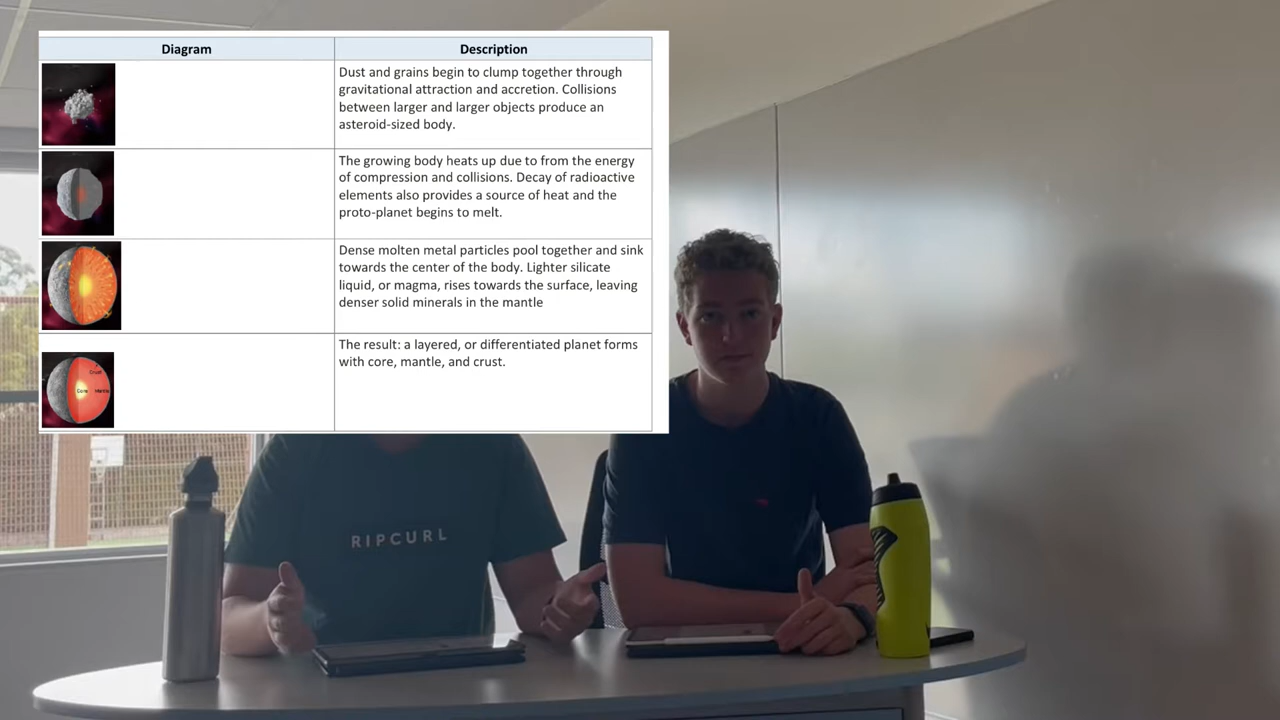 Diagram
Description
Dust and grains begin to clump together through
gravitational attraction and accretion. Collisions
between larger and larger objects produce an
asteroid-sized body.
The growing body heats up due to from the energy
of compression and collisions. Decay of radioactive
elements also provides a source of heat and the
proto-planet begins to melt.
Dense molten metal particles pool together and sink
towards the center of the body. Lighter silicate
liquid, or magma, rises towards the surface, leaving
denser solid minerals in the mantle
Crust
Core
Mantle
The result: a layered, or differentiated planet forms
with core, mantle, and crust.
RIPCURL